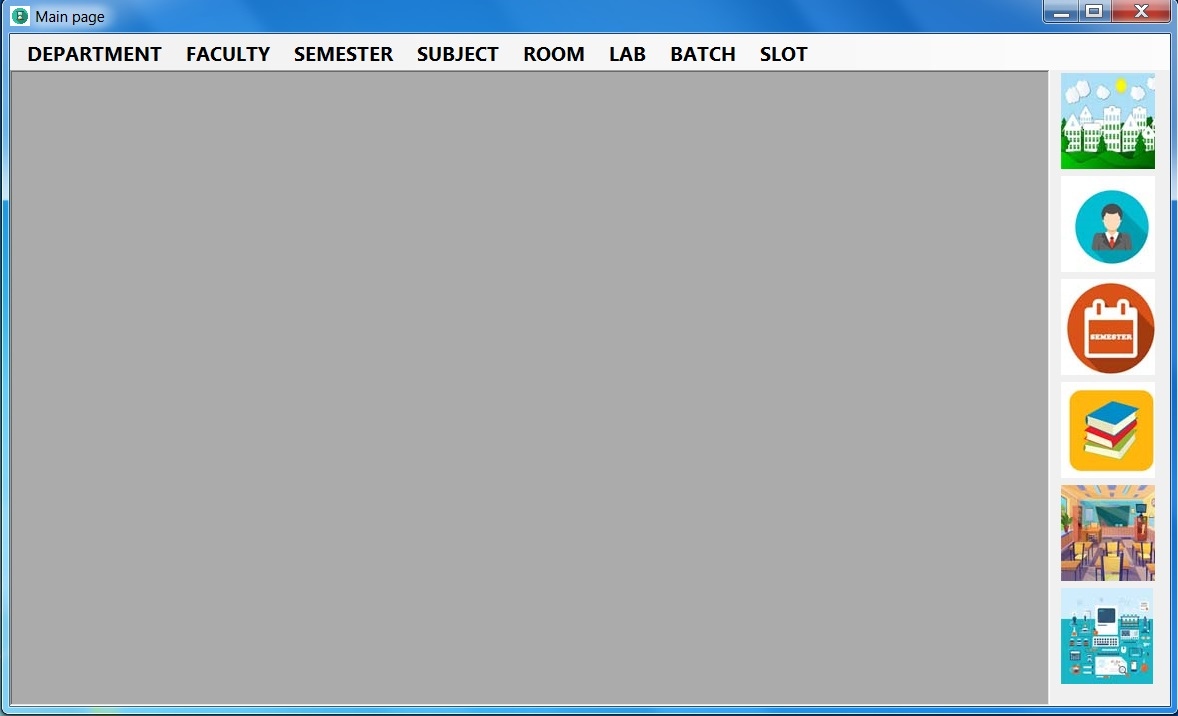 Main page
DEPARTMENT FACULTY SEMESTER SUBJECT ROOM LAB BATCH SLOT
SEMESTER